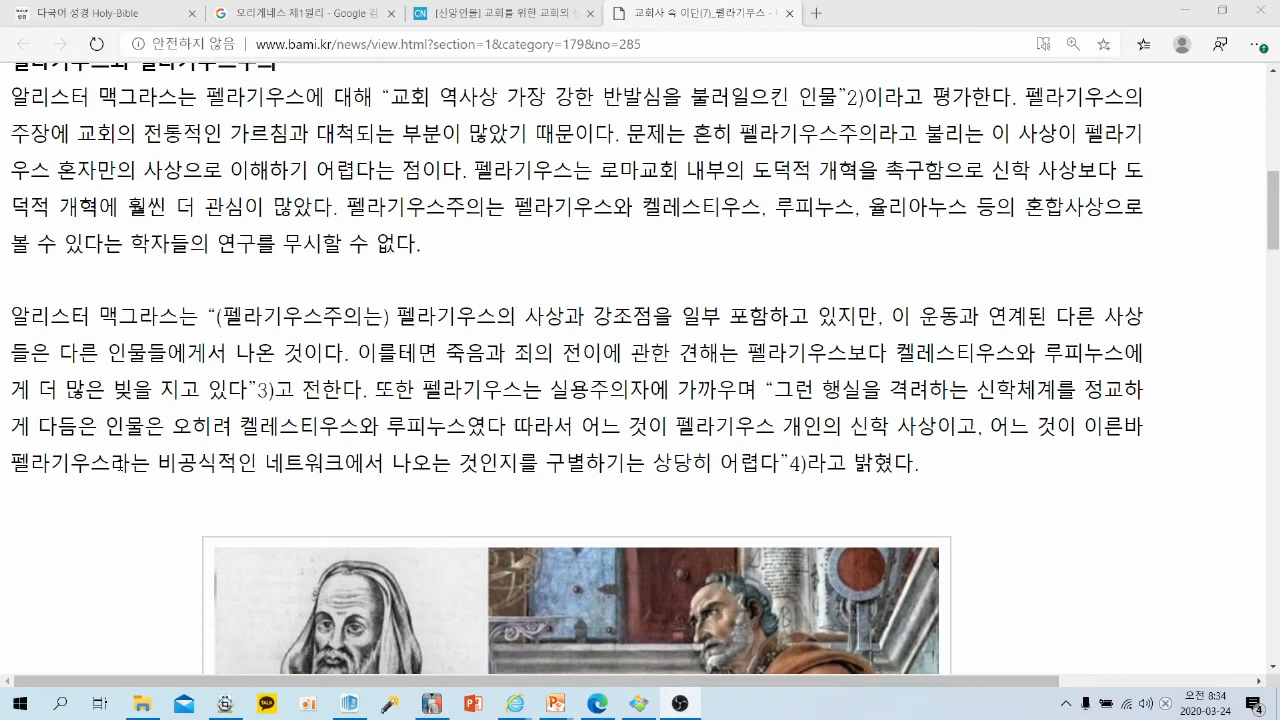 다국어 성경 Holy-Bible
오리게네스 제1원리 - Google 검
[신앙인물] 교회를 위한 교회의
교회사 속 이단(7)_펠라기우스 -
안전하지 않음
www.bami.kr/news/view.html?section=1&category=179&no=285
펠라기우스와 펠라기우스주의
알리스터 맥그라스는 펠라기우스에 대해 “교회 역사상 가장 강한 반발심을 불러일으킨 인물”2)이라고 평가한다. 펠라기우스의
주장에 교회의 전통적인 가르침과 대척되는 부분이 많았기 때문이다. 문제는 흔히 펠라기우스주의라고 불리는 이 사상이 펠라기
우스 혼자만의 사상으로 이해하기 어렵다는 점이다. 펠라기우스는 로마교회 내부의 도덕적 개혁을 촉구함으로 신학 사상보다 도
덕적 개혁에 훨씬 더 관심이 많았다. 펠라기우스주의는 펠라기우스와 켈레스티우스, 루피누스, 율리아누스 등의 혼합사상으로
볼 수 있다는 학자들의 연구를 무시할 수 없다.
알리스터 맥그라스는 “(펠라기우스주의는) 펠라기우스의 사상과 강조점을 일부 포함하고 있지만, 이 운동과 연계된 다른 사상
들은 다른 인물들에게서 나온 것이다. 이를테면 죽음과 죄의 전이에 관한 견해는 펠라기우스보다 켈레스티우스와 루피누스에
게 더 많은 빚을 지고 있다”3)고 전한다. 또한 펠라기우스는 실용주의자에 가까우며 “그런 행실을 격려하는 신학체계를 정교하
게 다듬은 인물은 오히려 켈레스티우스와 루피누스였다 따라서 어느 것이 펠라기우스 개인의 신학 사상이고, 어느 것이 이른바
펠라기우스라는 비공식적인 네트워크에서 나오는 것인지를 구별하기는 상당히 어렵다”4)라고 밝혔다.
오전 8:34
2020-03-24